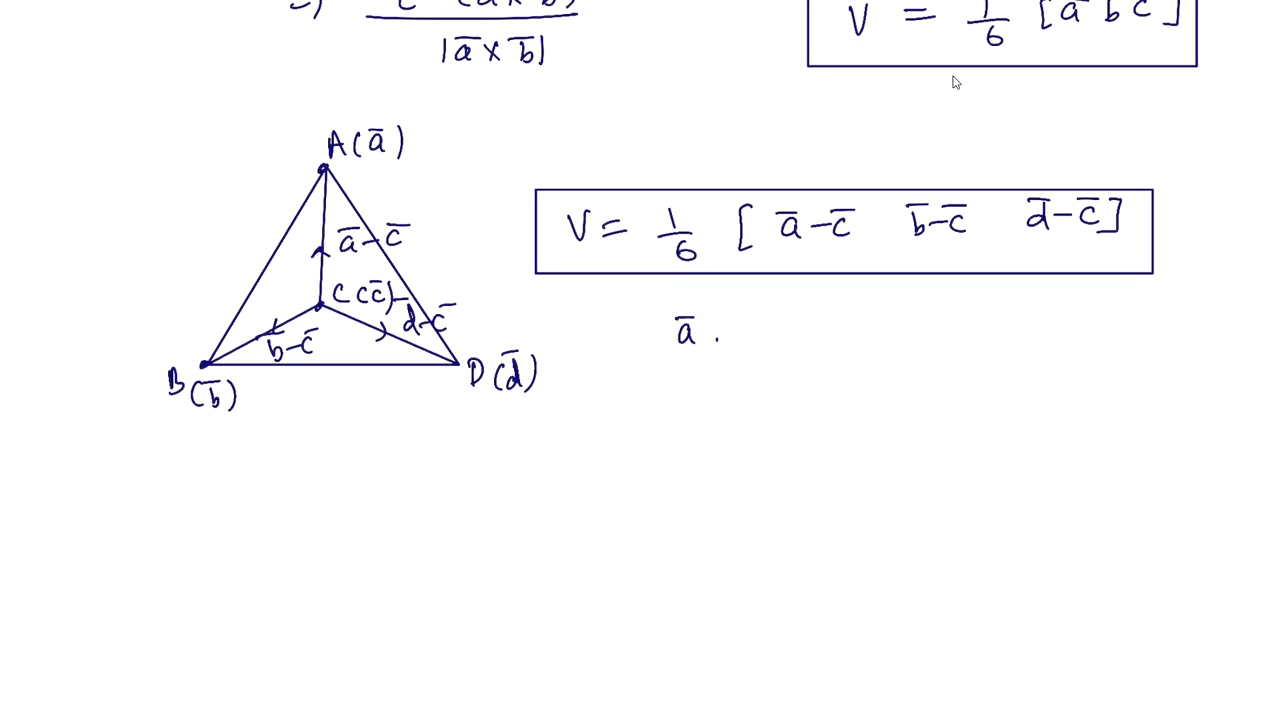 =) c̅ · (a̅ × b̅)
|a̅ × b̅|
V = 1/6 [a̅ b̅ c̅]
A(a̅)
V = 1/6 [ a̅-c̅ b̅-c̅ d̅-c̅ ]
a̅-c̅
C(c̅)
d̅-c̅
b̅-c̅
a̅ .
B(b̅)
D(d̅)